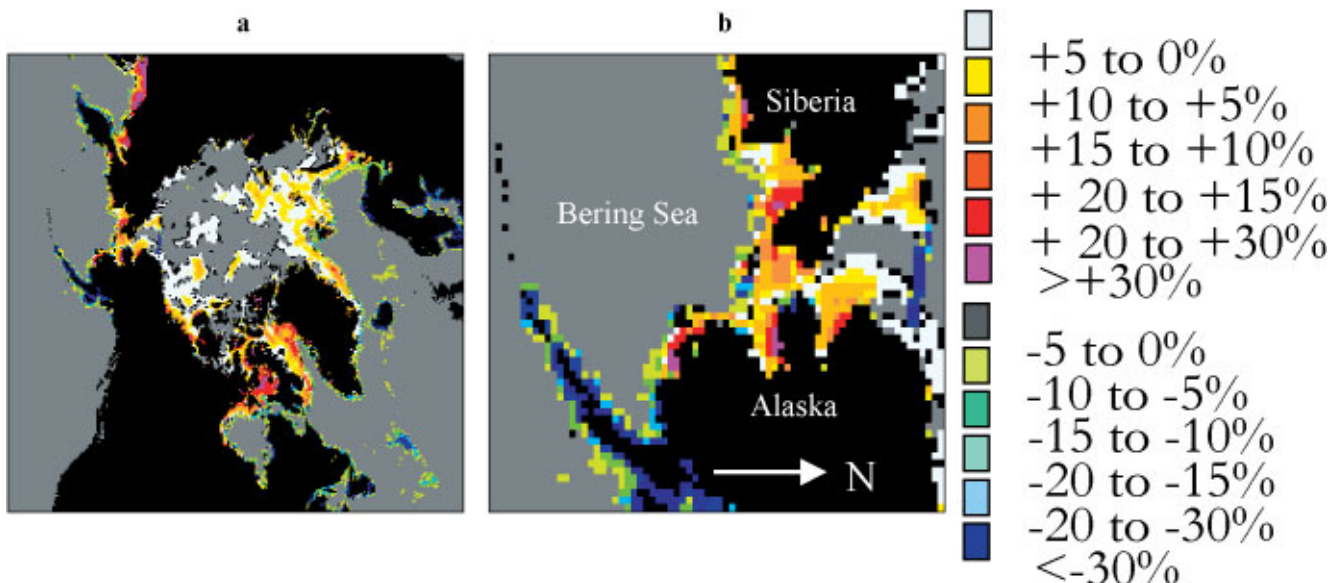 a
b
Siberia
Bering Sea
Alaska
N
+5 to 0%
+10 to +5%
+15 to +10%
+ 20 to +15%
+ 20 to +30%
>+30%
-5 to 0%
-10 to -5%
-15 to -10%
-20 to -15%
-20 to -30%
<-30%